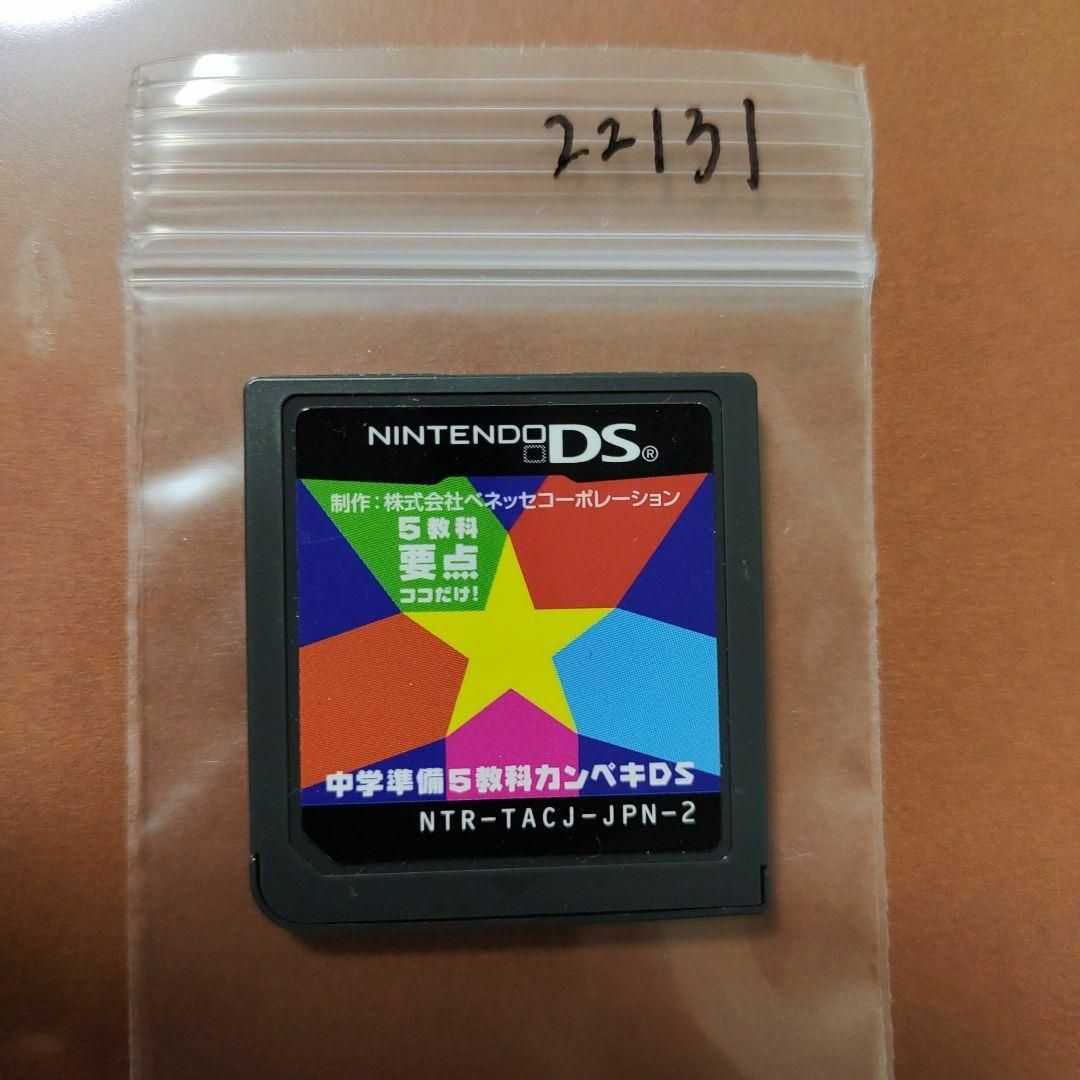 22131
NINTENDO DS®
制作:株式会社ベネッセコーポレーション
5教科
要点
ココだけ!
中学準備5教科カンペキDS
NTR-TACJ-JPN-2